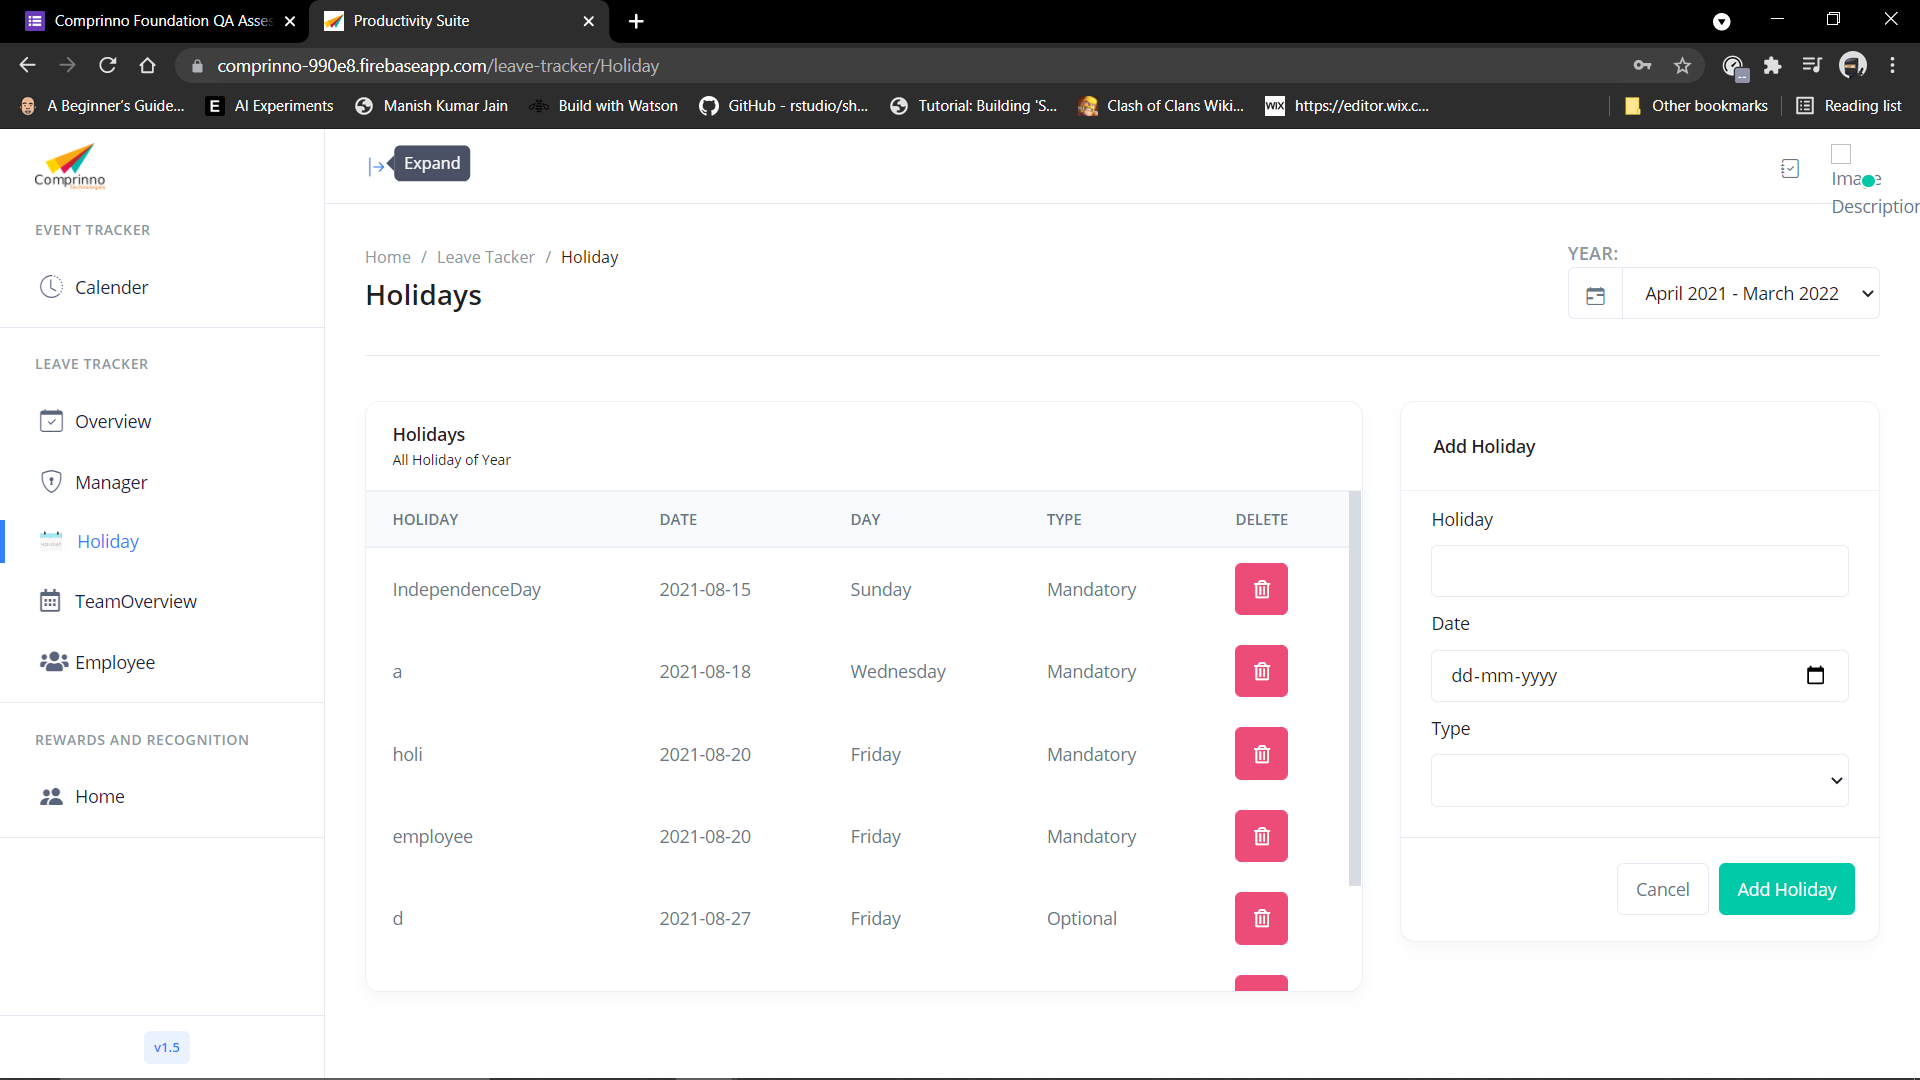 Comprinno Foundation QA Asses
Productivity Suite
comprinno-990e8.firebaseapp.com/leave-tracker/Holiday
A Beginner's Guide...
AI Experiments
Manish Kumar Jain
Build with Watson
GitHub - rstudio/sh...
Tutorial: Building 'S...
Clash of Clans Wiki...
WIX
https://editor.wix.c...
Other bookmarks
Reading list
Comprinno
Technologies
Expand
Image
Description
EVENT TRACKER
Calender
LEAVE TRACKER
Overview
Manager
Holiday
TeamOverview
Employee
REWARDS AND RECOGNITION
Home
v1.5
Home / Leave Tacker / Holiday
Holidays
YEAR:
April 2021 - March 2022
Holidays
All Holiday of Year
HOLIDAY DATE DAY TYPE DELETE
IndependenceDay 2021-08-15 Sunday Mandatory
a 2021-08-18 Wednesday Mandatory
holi 2021-08-20 Friday Mandatory
employee 2021-08-20 Friday Mandatory
d 2021-08-27 Friday Optional
Add Holiday
Holiday
Date
dd-mm-yyyy
Type
Cancel
Add Holiday